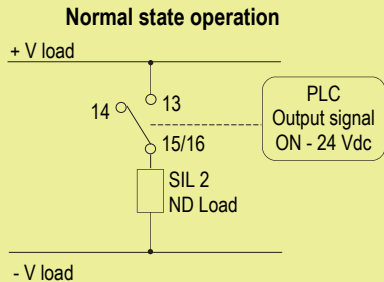 Normal state operation
+ V load
13
14
15/16
PLC
Output signal
ON - 24 Vdc
SIL 2
ND Load
- V load